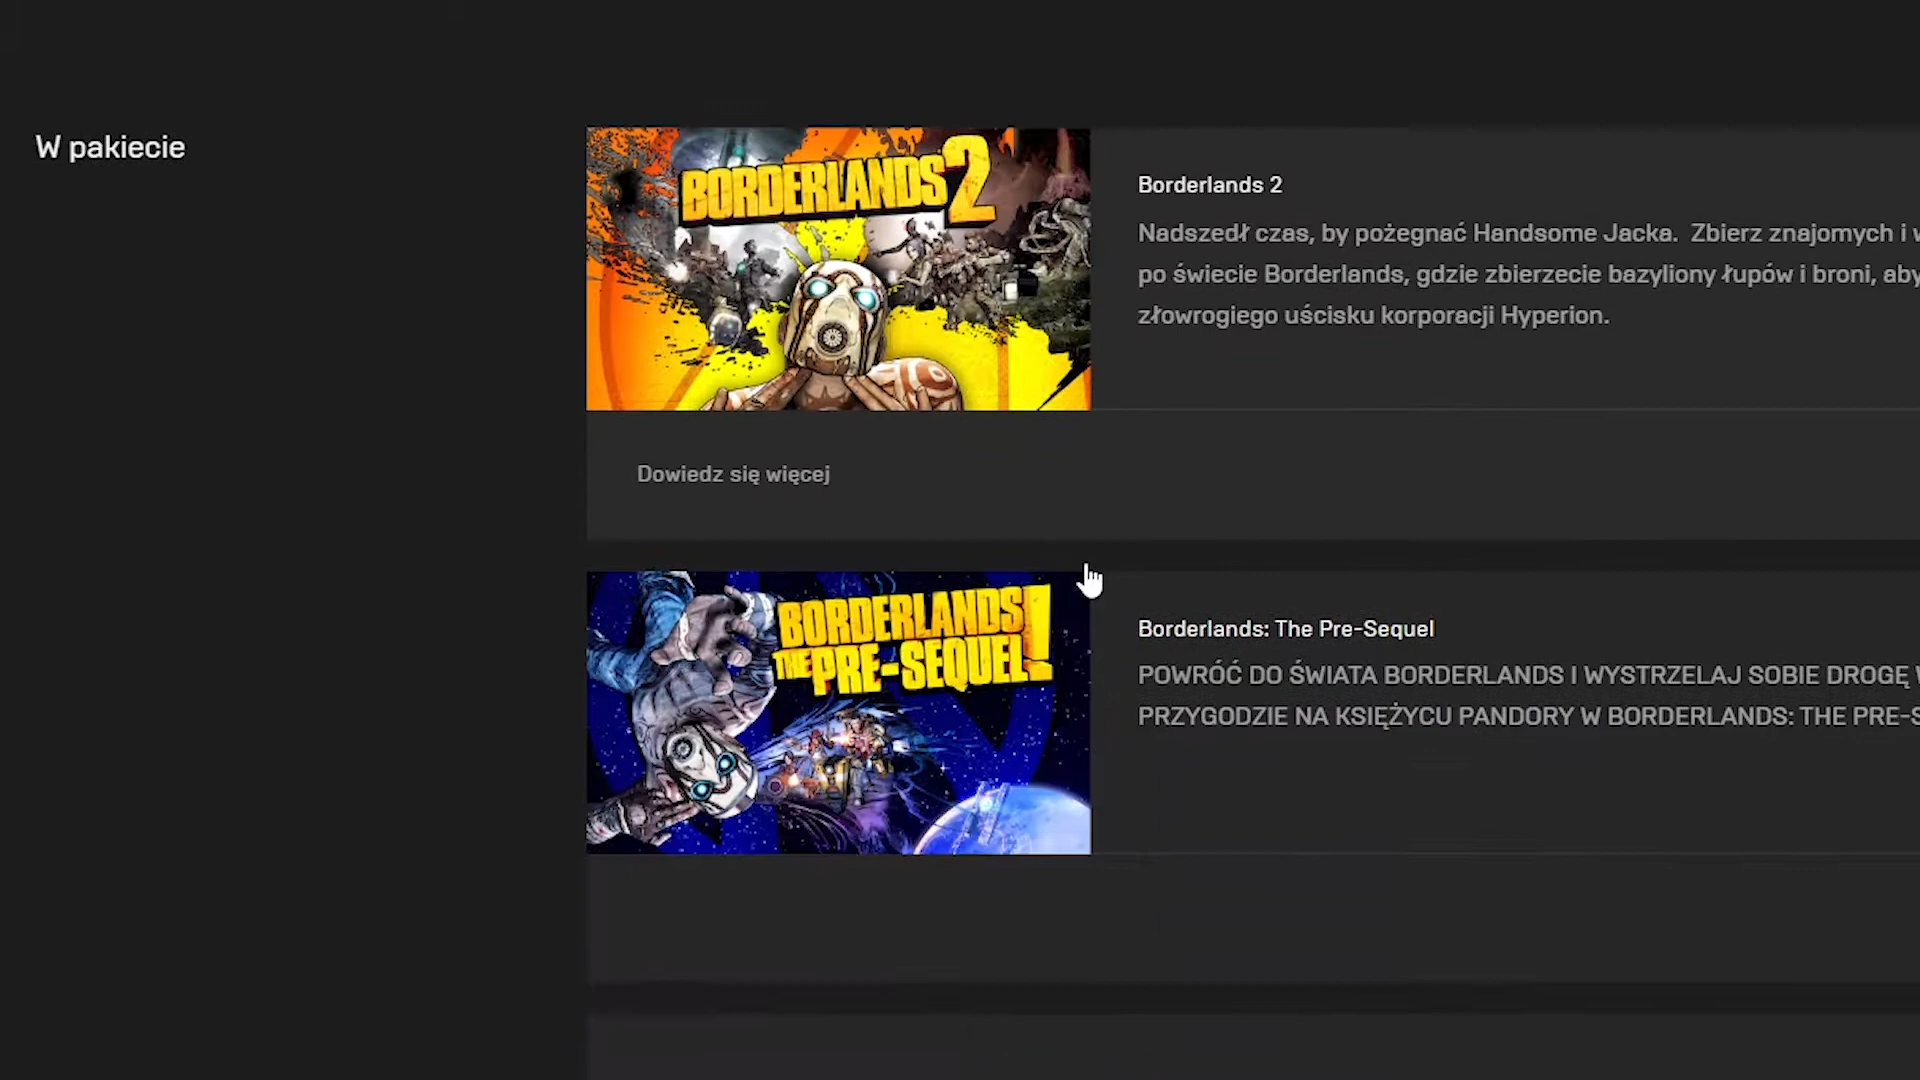 W pakiecie
BORDERLANDS 2
Borderlands 2
Nadszedł czas, by pożegnać Handsome Jacka. Zbierz znajomych i
po świecie Borderlands, gdzie zbierzecie bazyliony łupów i broni, aby
złowrogiego uścisku korporacji Hyperion.
Dowiedz się więcej
BORDERLANDS
THE PRE-SEQUEL!
Borderlands: The Pre-Sequel
POWRÓĆ DO ŚWIATA BORDERLANDS I WYSTRZELAJ SOBIE DROGĘ
PRZYGODZIE NA KSIĘŻYCU PANDORY W BORDERLANDS: THE PRE-S